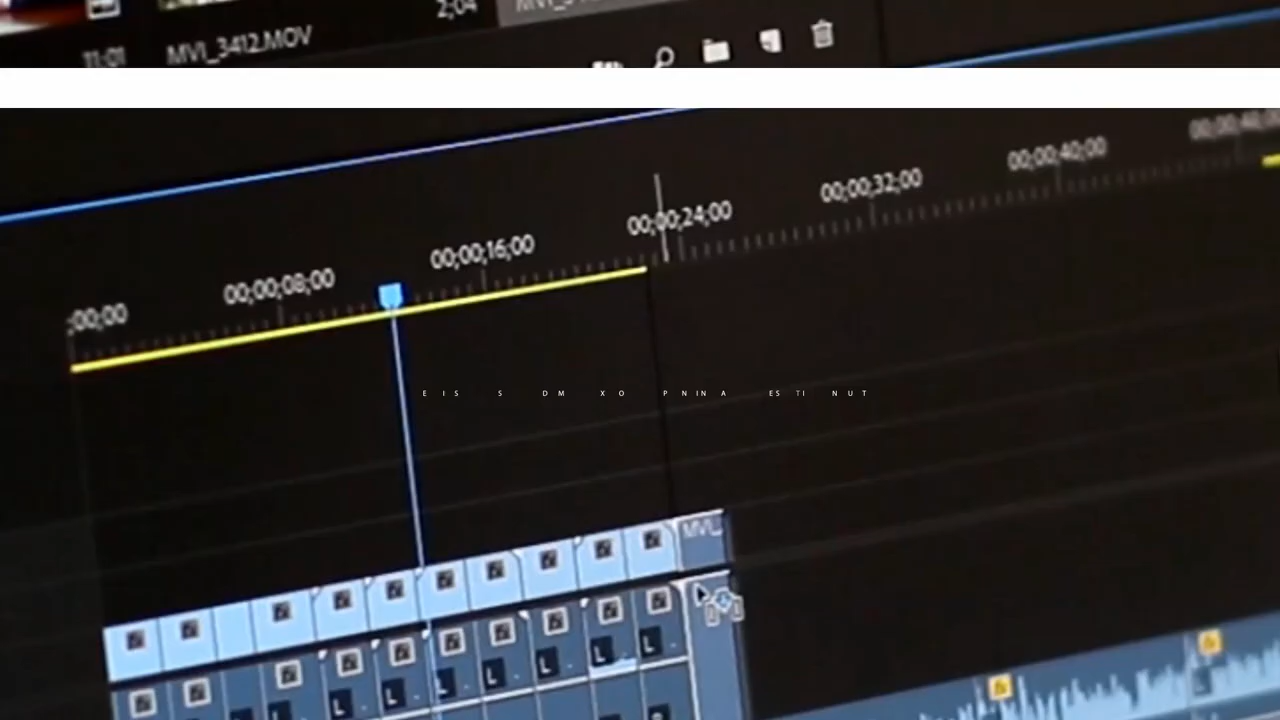 2;04
11:01 MVI_3412.MOV
;00;00 00;00;08;00 00;00;16;00 00;00;24;00 00;00;32;00 00;00;40;00
E I S S D M X O P N I N A E S T I N U T
MVI_
L L L L L L L